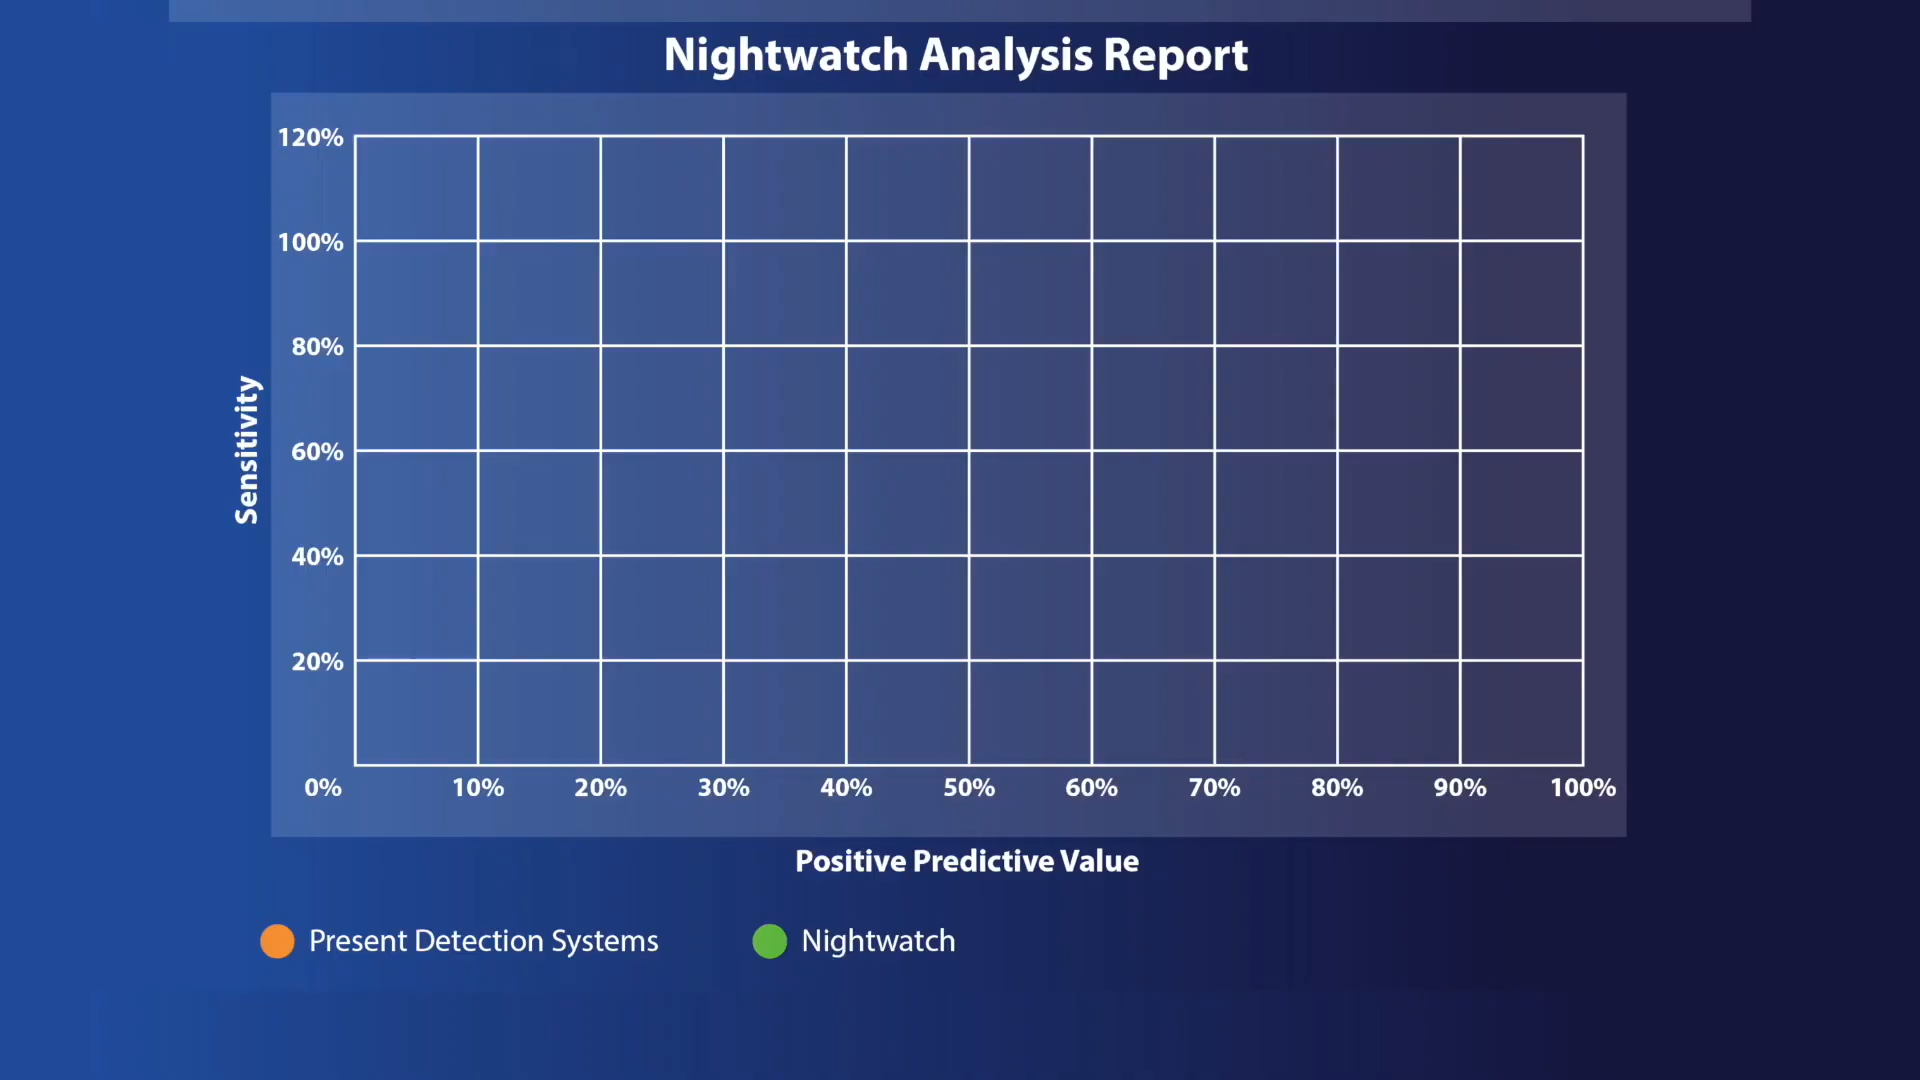 Nightwatch Analysis Report
120%
100%
80%
60%
40%
20%
Sensitivity
0% 10% 20% 30% 40% 50% 60% 70% 80% 90% 100%
Positive Predictive Value
Present Detection Systems
Nightwatch